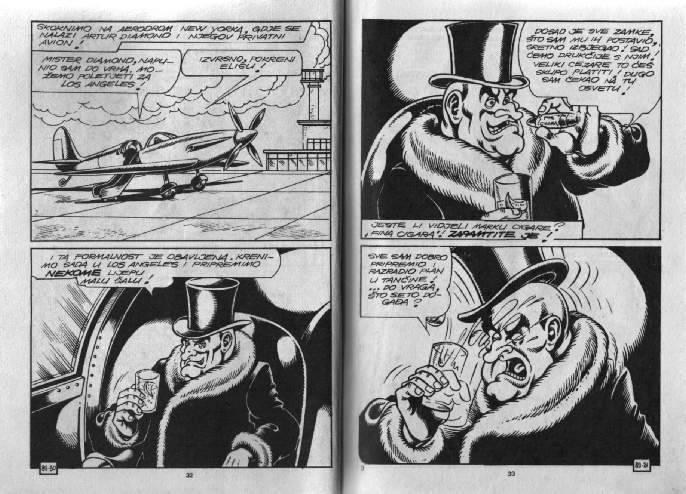 SKOKNIMO NA AERODROM NEW YORKA, GDJE SE
NALAZI ARTUR DIAMOND I NJEGOV PRIVATNI
AVION!
MISTER DIAMOND, NAPU-
NIO SAM DO VRHA, MO-
ŽEMO POLETJETI ZA
LOS ANGELES!
IZVRSNO, POKRENI
ELISU!
I TA FORMALNOST JE OBAVLJENA, KRENI-
MO SADA U LOS ANGELES I PRIPREMIMO
NEKOME LIJEPU
MALU ŠALU!
80-30
32
DOSAD JE SVE ZAMKE,
ŠTO SAM MU IH POSTAVIO,
SRETNO IZBJEGAO! SAD
ĆEMO DRUKČIJE S NJIM!
VELIKI CEZARE, TO ĆEŠ
SKUPO PLATITI! DUGO
SAM ČEKAO NA TU
OSVETU!
JESTE LI VIDJELI MARKU CIGARE?
"FINA CIGARA"! ZAPAMTITE JE!
SVE SAM DOBRO
PRIPREMIO I
RAZRADIO PLAN
U TANČINE!
...DO VRAGA,
ŠTO SE TO DO-
GAĐA?
33